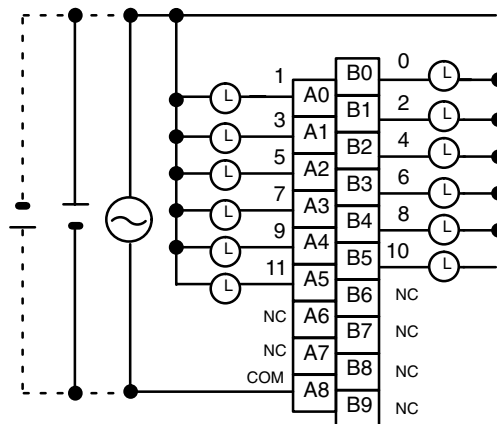 B0 0 L
1 L A0
B1 2 L
3 L A1
B2 4 L
5 L A2
B3 6 L
7 L A3
B4 8 L
9 L A4
B5 10 L
11 L A5
B6 NC
NC A6
B7 NC
NC A7
B8 NC
COM A8
B9 NC